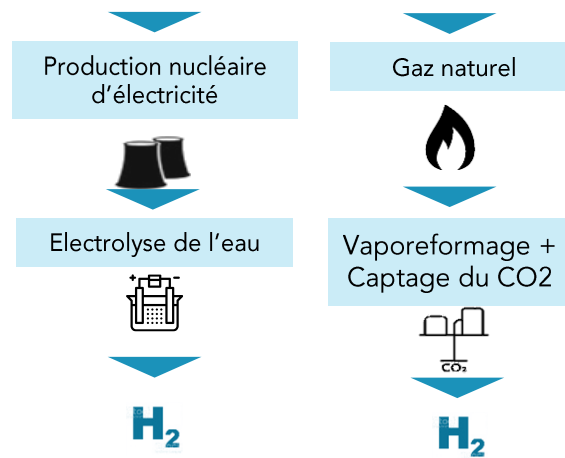 Production nucléaire
d'électricité
Electrolyse de l'eau
+ −
H2
Gaz naturel
Vaporeformage +
Captage du CO2
CO₂
H2